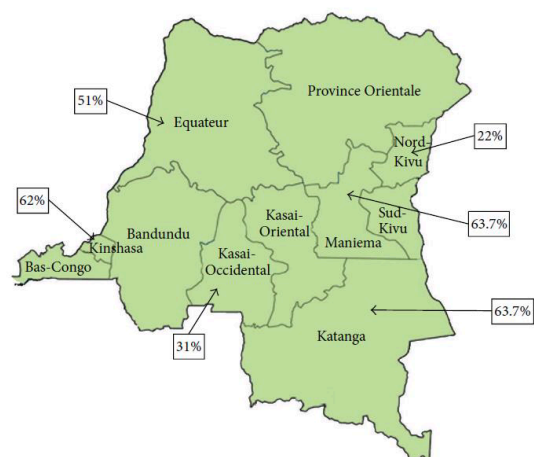 Province Orientale
51%
Equateur
Nord-
Kivu
22%
62%
Kasai-
Oriental
Sud-
Kivu
63.7%
Kinshasa
Bandundu
Maniema
Bas-Congo
Kasai-
Occidental
63.7%
Katanga
31%